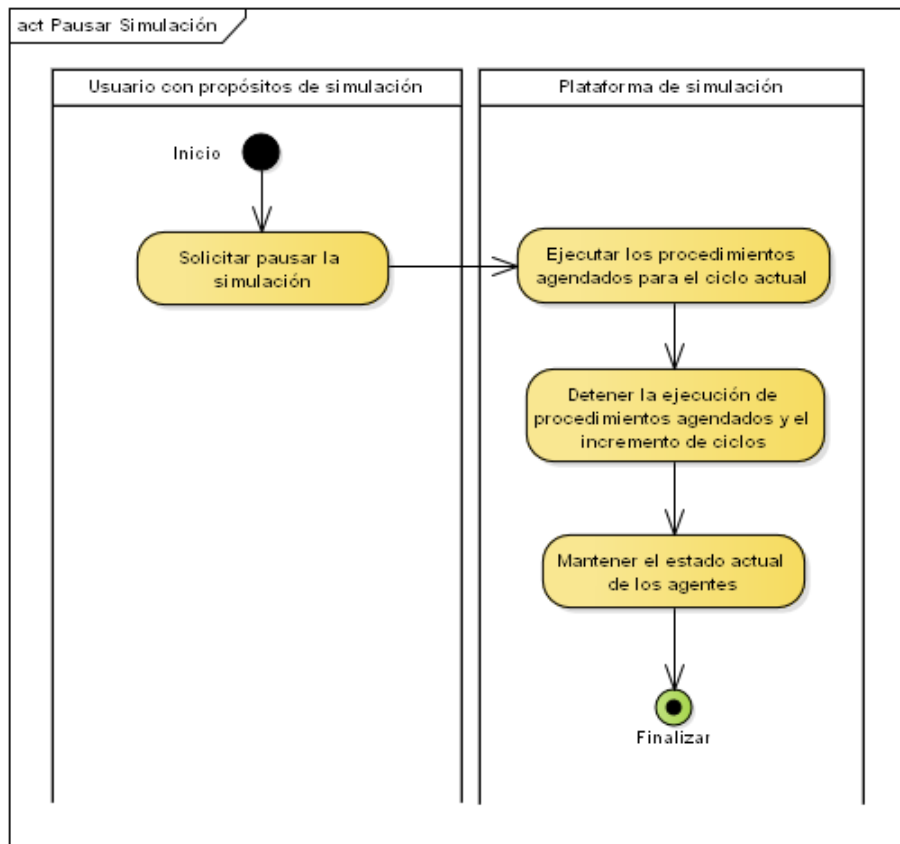 act Pausar Simulación
Usuario con propósitos de simulación
Plataforma de simulación
Inicio
Solicitar pausar la
simulación
Ejecutar los procedimientos
agendados para el ciclo actual
Detener la ejecución de
procedimientos agendados y el
incremento de ciclos
Mantener el estado actual
de los agentes
Finalizar